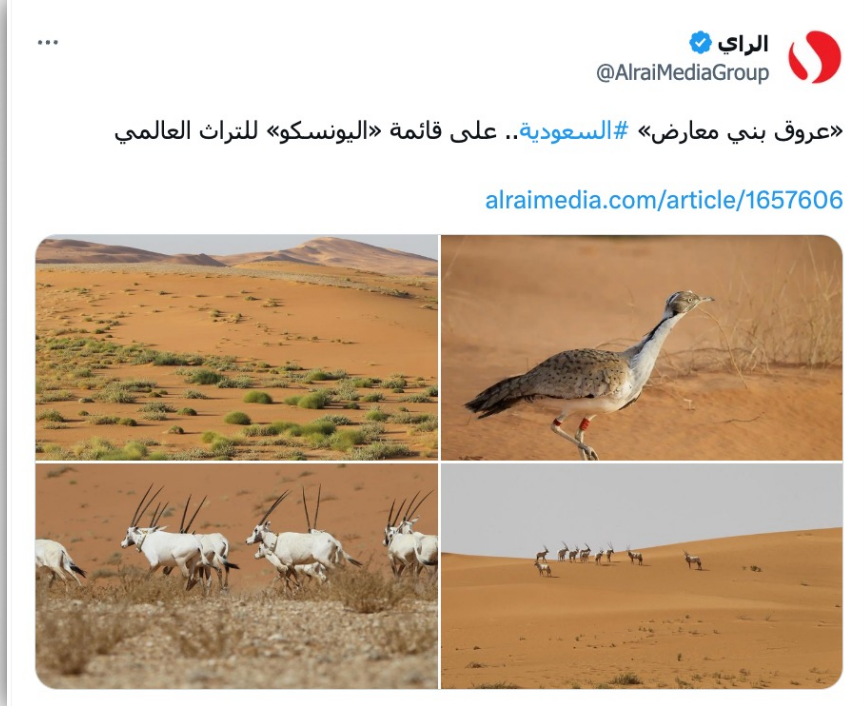 الراي
@AlraiMediaGroup
«عروق بني معارض» #السعودية.. على قائمة «اليونسكو» للتراث العالمي
alraimedia.com/article/1657606